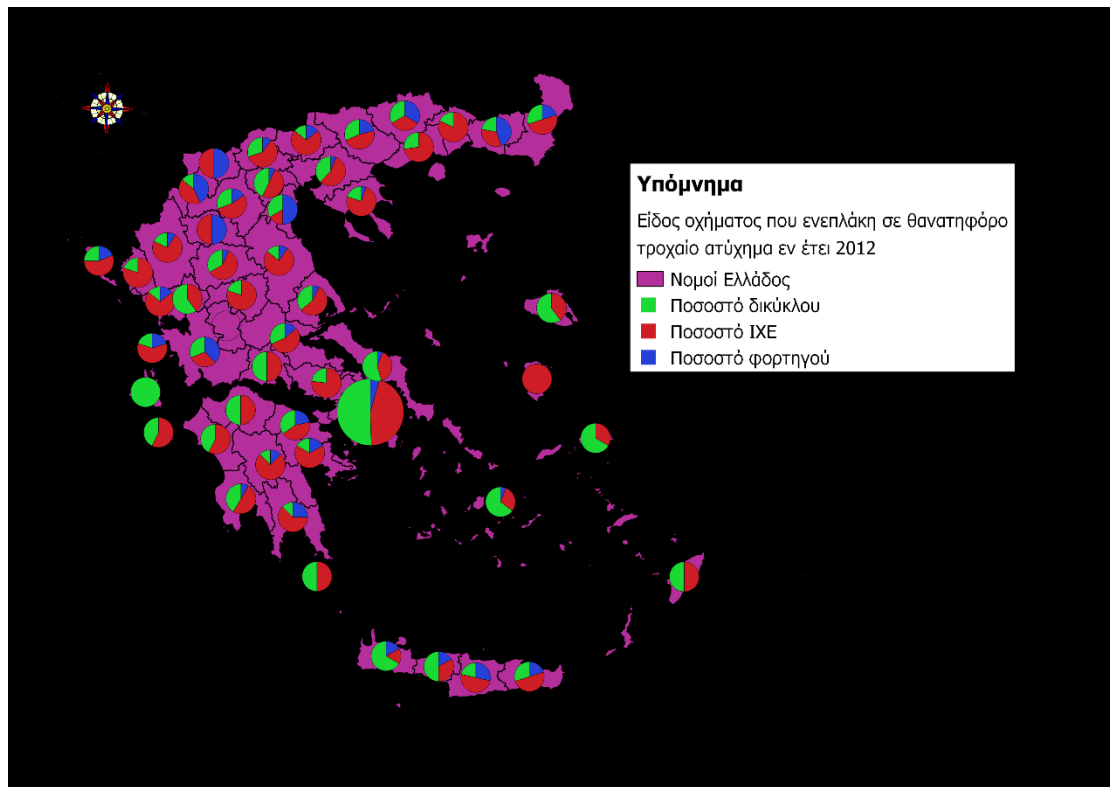 Υπόμνημα
Είδος οχήματος που ενεπλάκη σε θανατηφόρο
τροχαίο ατύχημα εν έτει 2012
Νομοί Ελλάδος
Ποσοστό δικύκλου
Ποσοστό ΙΧΕ
Ποσοστό φορτηγού